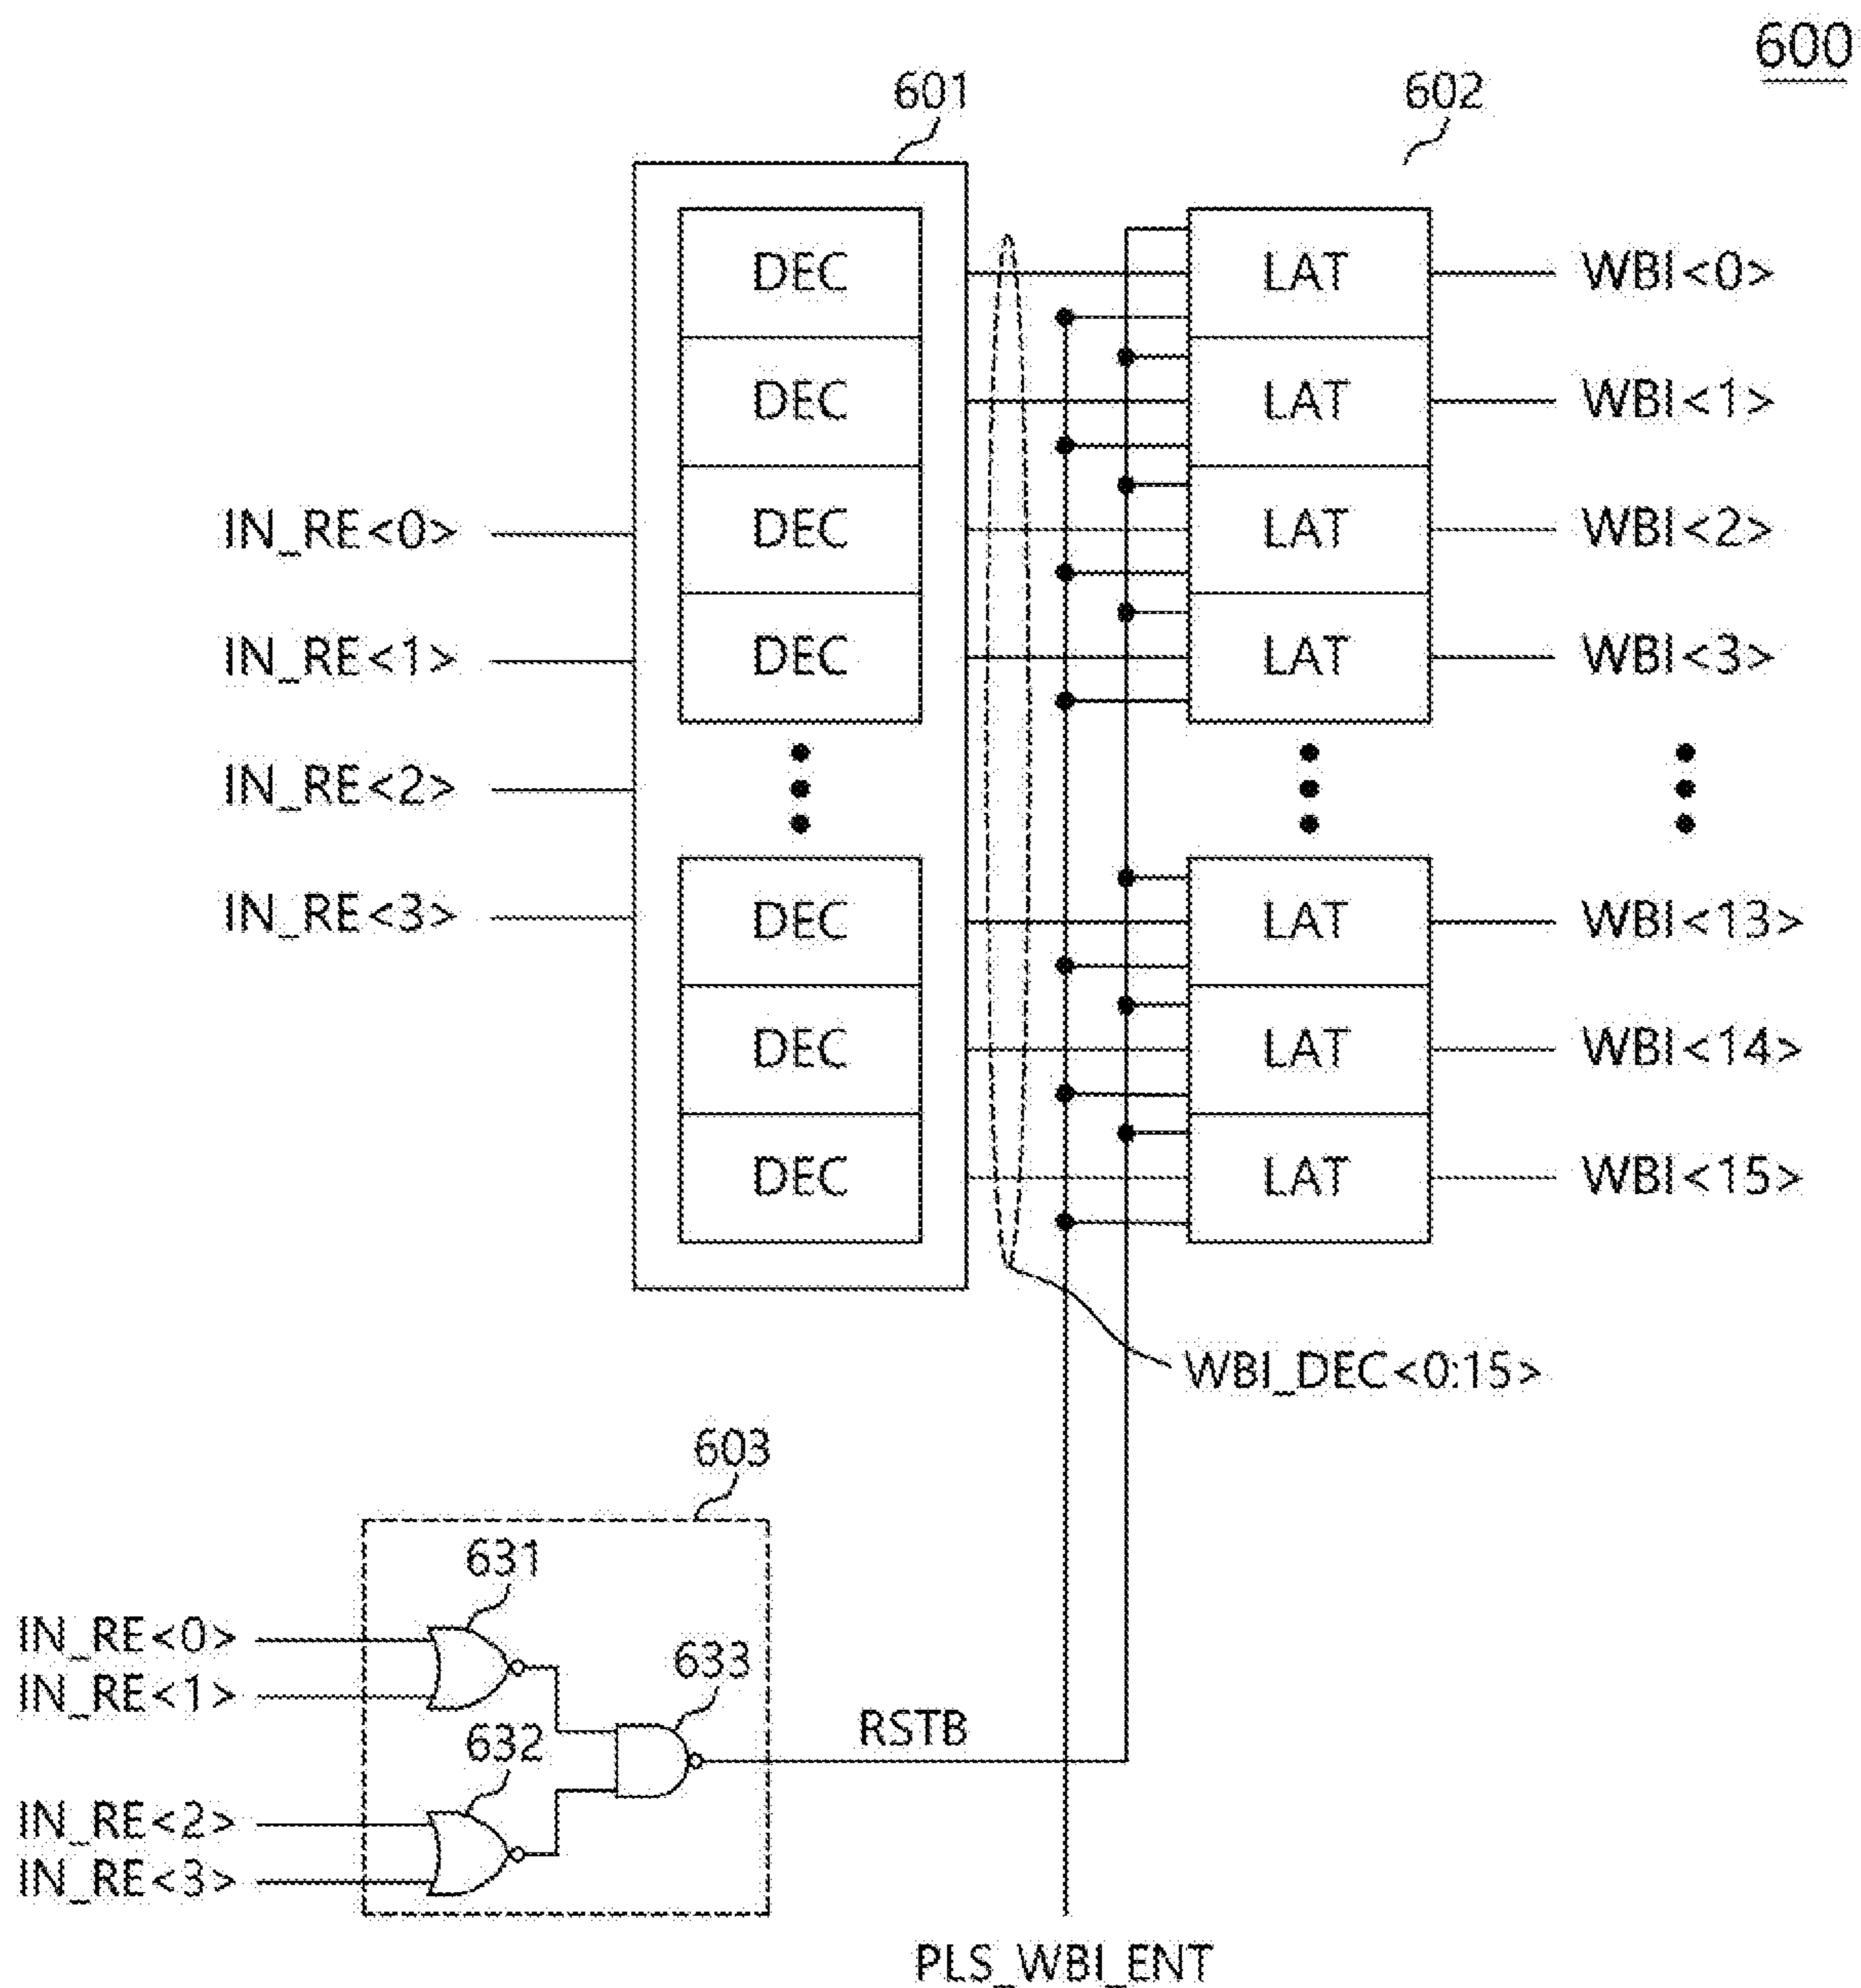 600
601
602
DEC LAT WBI<0>
DEC LAT WBI<1>
IN_RE<0> DEC LAT WBI<2>
IN_RE<1> DEC LAT WBI<3>
IN_RE<2>
IN_RE<3> DEC LAT WBI<13>
DEC LAT WBI<14>
DEC LAT WBI<15>
WBI_DEC<0:15>
603
631
IN_RE<0>
IN_RE<1>
633
632
RSTB
IN_RE<2>
IN_RE<3>
PLS_WBI_ENT